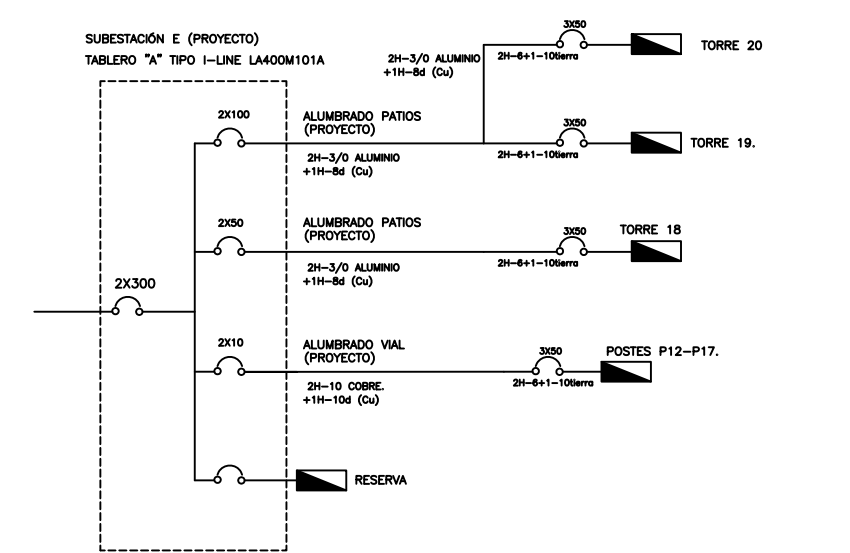 SUBESTACIÓN E (PROYECTO)
TABLERO "A" TIPO I-LINE LA400M101A
3X50
TORRE 20
2H-3/0 ALUMINIO
+1H-8d (Cu)
2H-6+1-10tierra
2X100
ALUMBRADO PATIOS
(PROYECTO)
3X50
TORRE 19.
2H-3/0 ALUMINIO
+1H-8d (Cu)
2H-6+1-10tierra
2X50
ALUMBRADO PATIOS
(PROYECTO)
3X50
TORRE 18
2H-3/0 ALUMINIO
+1H-8d (Cu)
2H-6+1-10tierra
2X300
2X10
ALUMBRADO VIAL
(PROYECTO)
3X50
POSTES P12-P17.
2H-10 COBRE.
+1H-10d (Cu)
2H-6+1-10tierra
RESERVA